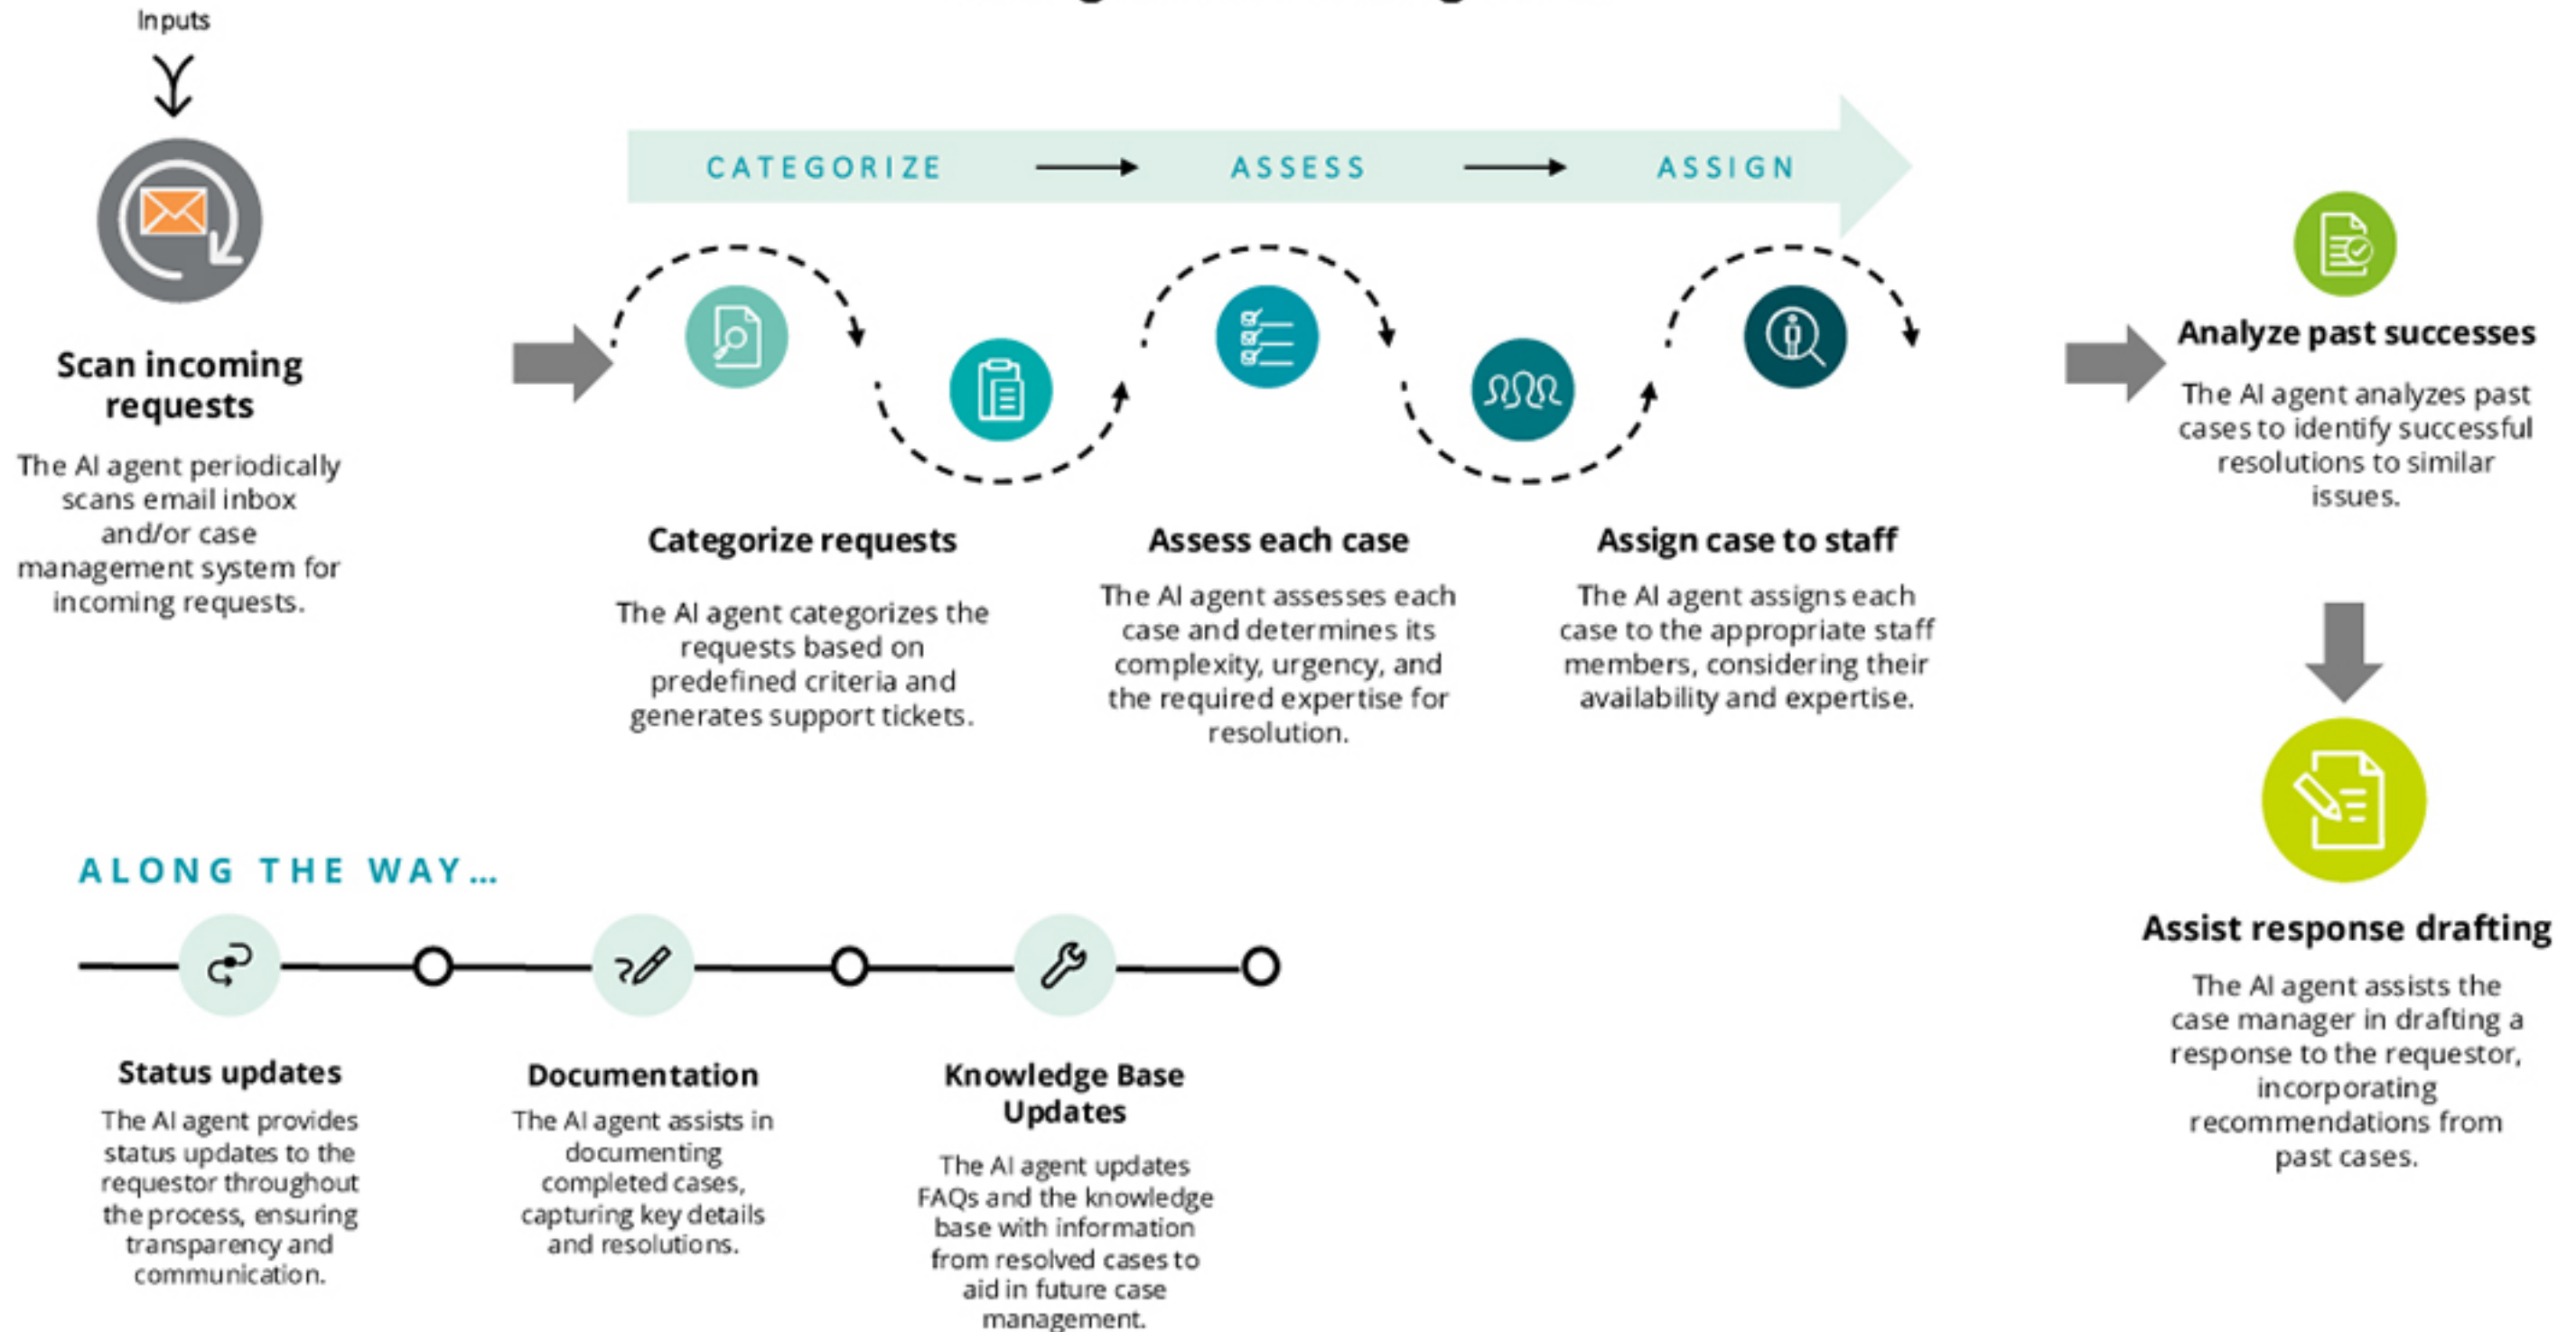 Inputs
CATEGORIZE
ASSESS
ASSIGN
Scan incoming
requests
The AI agent periodically
scans email inbox
and/or case
management system for
incoming requests.
Categorize requests
The AI agent categorizes the
requests based on
predefined criteria and
generates support tickets.
Assess each case
The AI agent assesses each
case and determines its
complexity, urgency, and
the required expertise for
resolution.
Assign case to staff
The AI agent assigns each
case to the appropriate staff
members, considering their
availability and expertise.
Analyze past successes
The AI agent analyzes past
cases to identify successful
resolutions to similar
issues.
Assist response drafting
The AI agent assists the
case manager in drafting a
response to the requestor,
incorporating
recommendations from
past cases.
ALONG THE WAY...
Status updates
The AI agent provides
status updates to the
requestor throughout
the process, ensuring
transparency and
communication.
Documentation
The AI agent assists in
documenting
completed cases,
capturing key details
and resolutions.
Knowledge Base
Updates
The AI agent updates
FAQs and the knowledge
base with information
from resolved cases to
aid in future case
management.